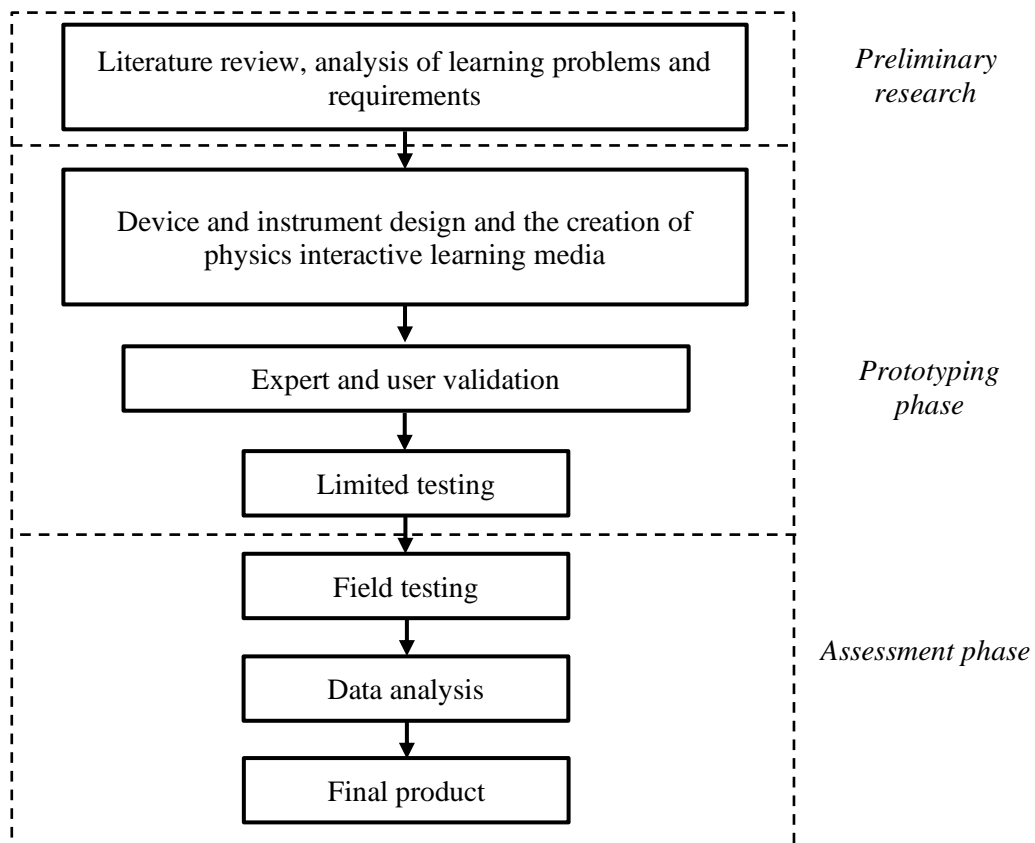 Literature review, analysis of learning problems and
requirements
Preliminary
research
Device and instrument design and the creation of
physics interactive learning media
Expert and user validation
Prototyping
phase
Limited testing
Field testing
Assessment phase
Data analysis
Final product